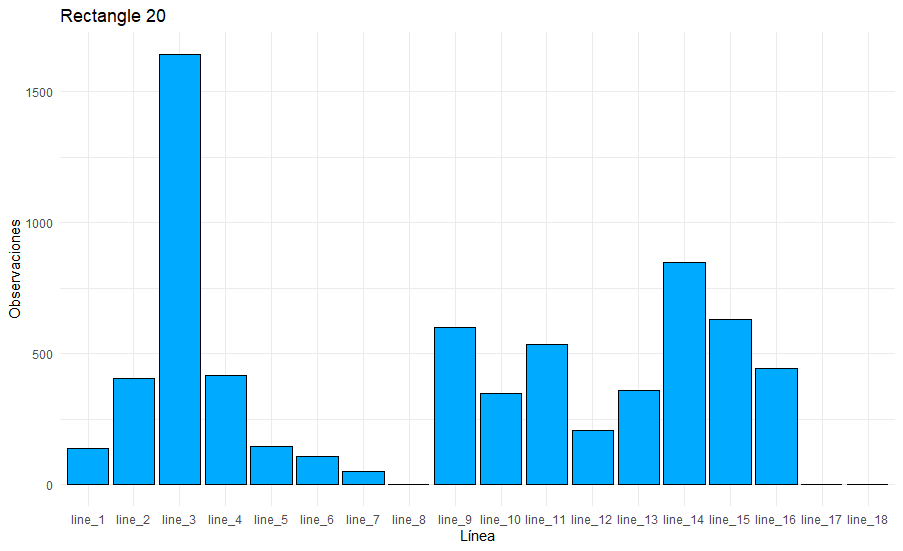 Rectangle 20
Observaciones
1500
1000
500
0
line_1 line_2 line_3 line_4 line_5 line_6 line_7 line_8 line_9 line_10 line_11 line_12 line_13 line_14 line_15 line_16 line_17 line_18
Línea